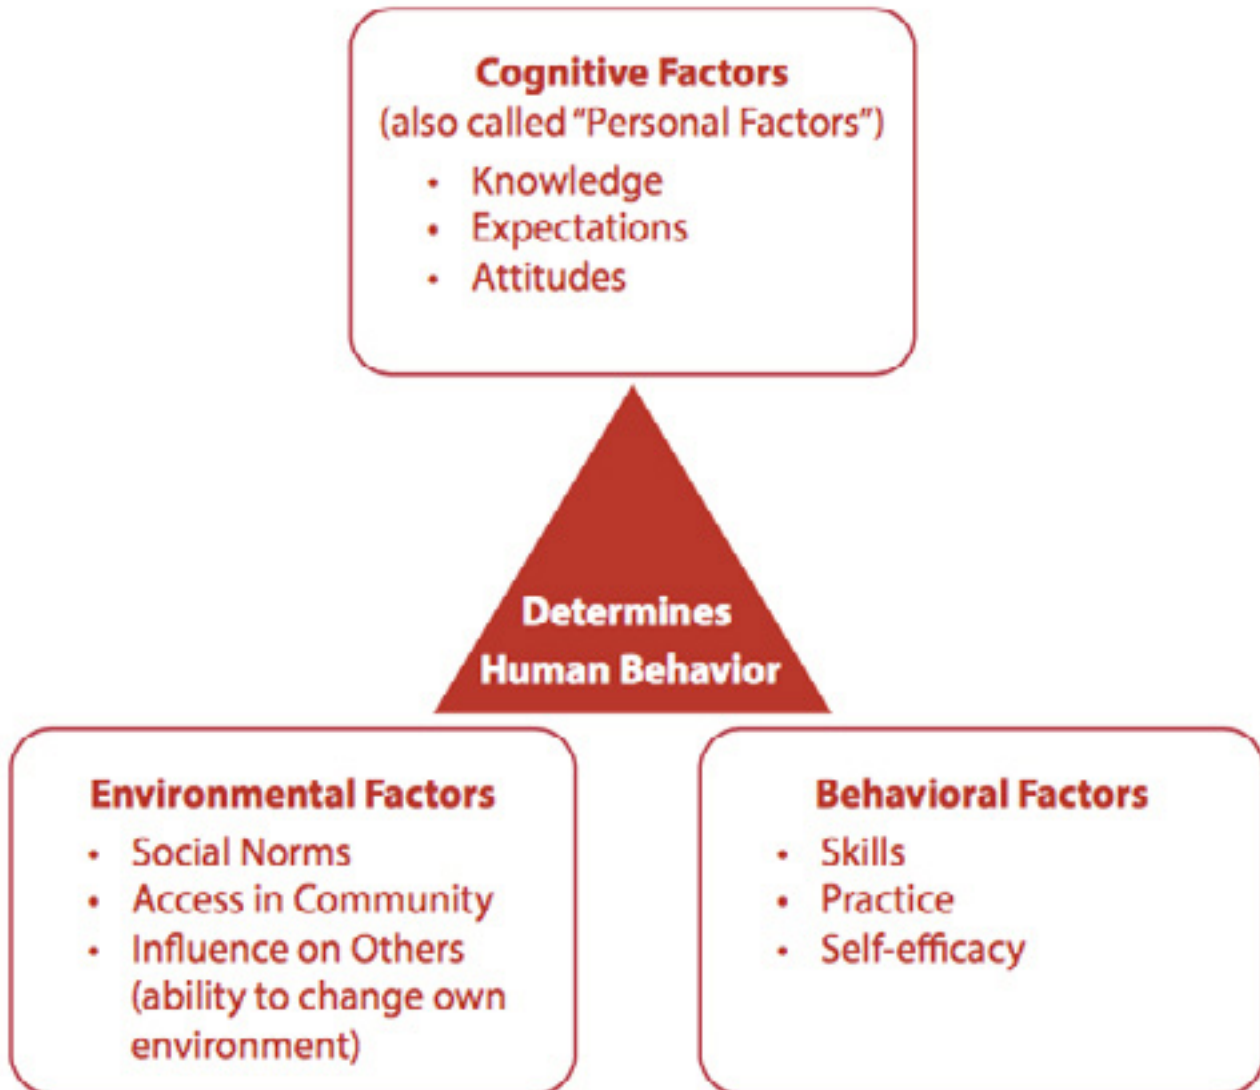 Cognitive Factors
(also called “Personal Factors”)
• Knowledge
• Expectations
• Attitudes
Determines
Human Behavior
Environmental Factors
• Social Norms
• Access in Community
• Influence on Others
(ability to change own
environment)
Behavioral Factors
• Skills
• Practice
• Self-efficacy